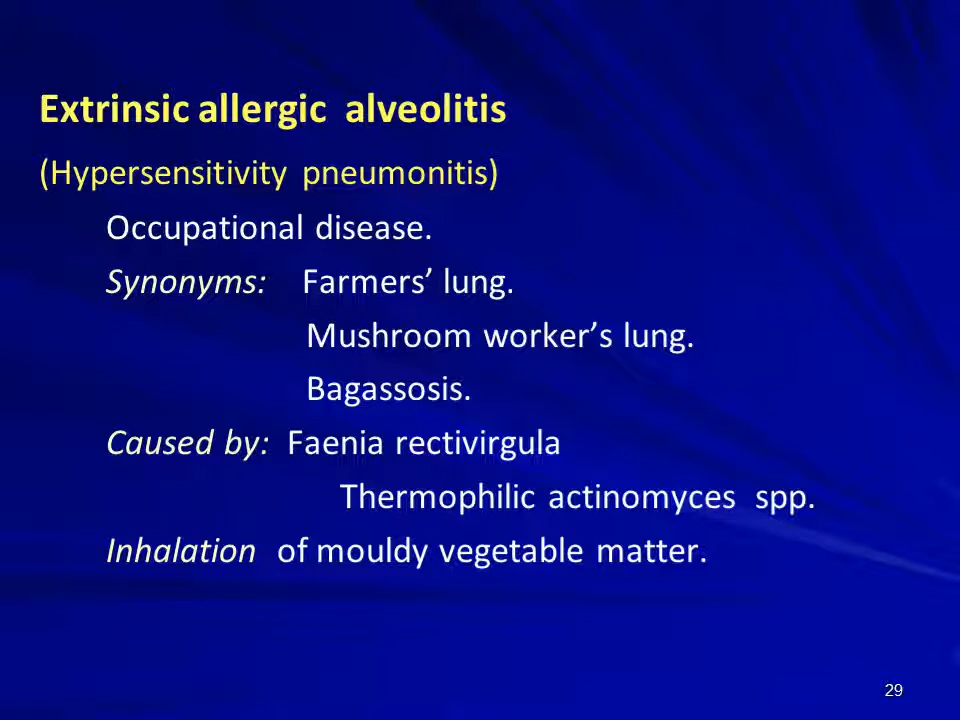 Extrinsic allergic alveolitis
(Hypersensitivity pneumonitis)
Occupational disease.
Synonyms: Farmers’ lung.
Mushroom worker’s lung.
Bagassosis.
Caused by: Faenia rectivirgula
Thermophilic actinomyces spp.
Inhalation of mouldy vegetable matter.
29